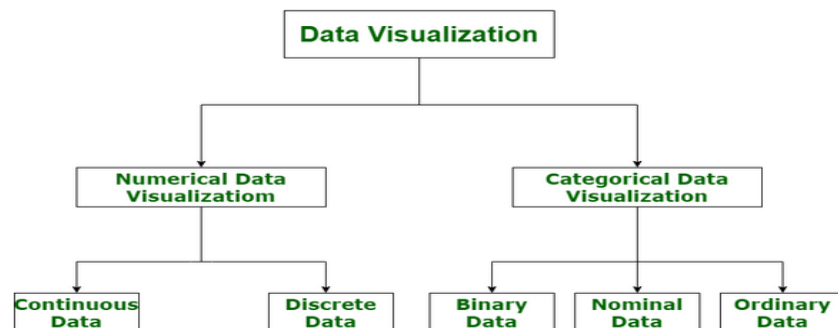 Data Visualization
Numerical Data
Visualizatiom
Categorical Data
Visualization
Continuous
Data
Discrete
Data
Binary
Data
Nominal
Data
Ordinary
Data